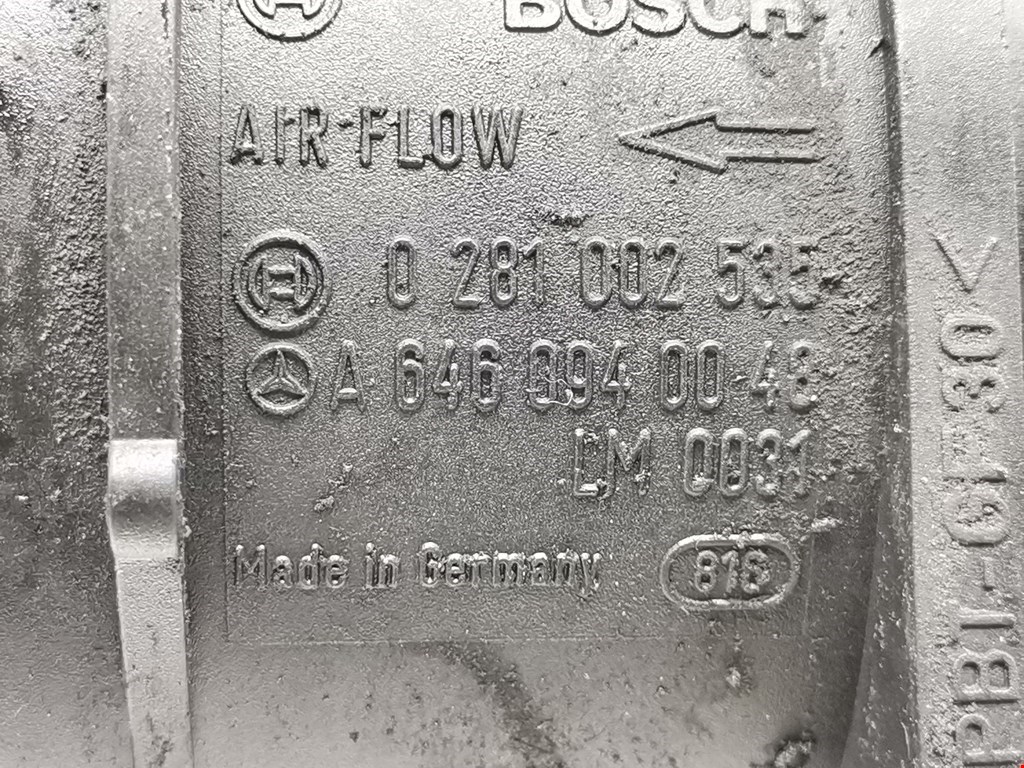 BOSCH
AIR FLOW
0 281 002 535
A 646 094 00 48
LM 0031
Made in Germany
816
PBT-GF30<